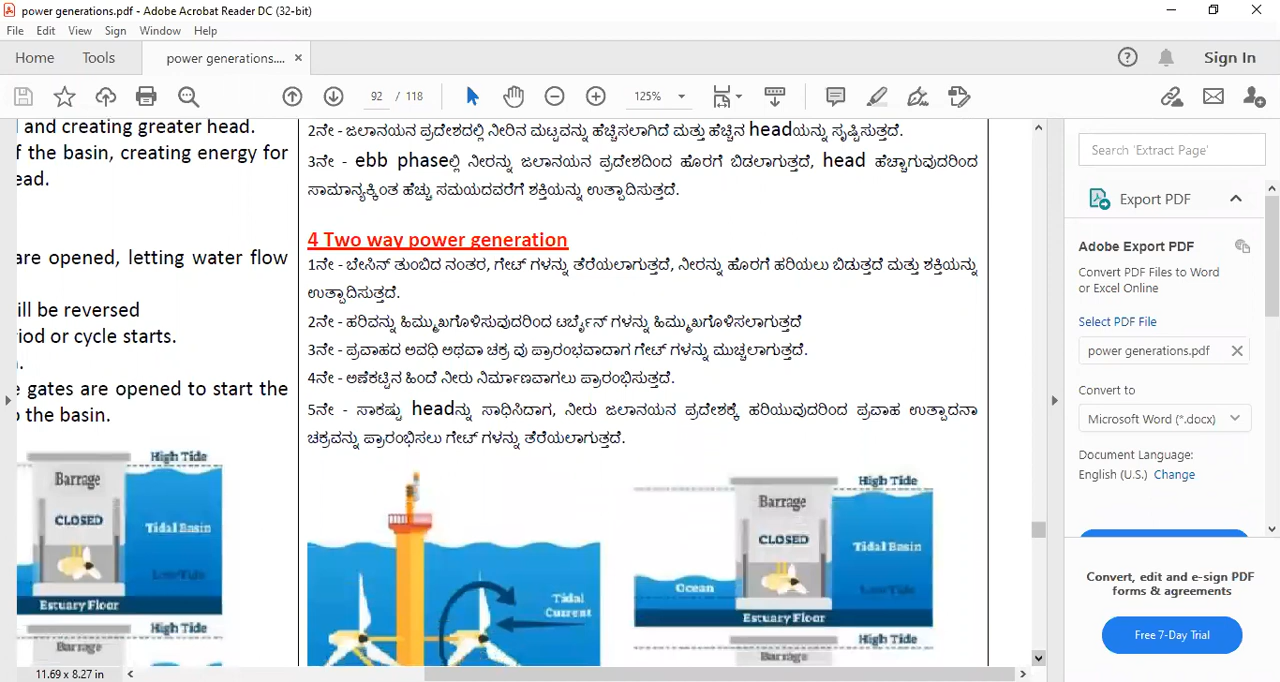 power generations.pdf - Adobe Acrobat Reader DC (32-bit)
File Edit View Sign Window Help
Home Tools power generations.... × Sign In
92 / 118 125%
and creating greater head.
f the basin, creating energy for
ead.
are opened, letting water flow
ill be reversed
iod or cycle starts.
e gates are opened to start the
the basin.
High Tide
Barrage
CLOSED
Tidal Basin
Low Tide
Estuary Floor
High Tide
Barrage
2ನೇ - ಜಲಾನಯನ ಪ್ರದೇಶದಲ್ಲಿ ನೀರಿನ ಮಟ್ಟವನ್ನು ಹೆಚ್ಚಿಸಲಾಗಿದೆ ಮತ್ತು ಹೆಚ್ಚಿನ headಯನ್ನು ಸೃಷ್ಟಿಸುತ್ತದೆ.
3ನೇ - ebb phaseಲ್ಲಿ ನೀರನ್ನು ಜಲಾನಯನ ಪ್ರದೇಶದಿಂದ ಹೊರಗೆ ಬಿಡಲಾಗುತ್ತದೆ, head ಹೆಚ್ಚಾಗುವುದರಿಂದ
ಸಾಮಾನ್ಯಕ್ಕಿಂತ ಹೆಚ್ಚು ಸಮಯದವರೆಗೆ ಶಕ್ತಿಯನ್ನು ಉತ್ಪಾದಿಸುತ್ತದೆ.
4 Two way power generation
1ನೇ - ಬೇಸಿನ್ ತುಂಬಿದ ನಂತರ, ಗೇಟ್ ಗಳನ್ನು ತೆರೆಯಲಾಗುತ್ತದೆ, ನೀರನ್ನು ಹೊರಗೆ ಹರಿಯಲು ಬಿಡುತ್ತದೆ ಮತ್ತು ಶಕ್ತಿಯನ್ನು
ಉತ್ಪಾದಿಸುತ್ತದೆ.
2ನೇ - ಹರಿವನ್ನು ಹಿಮ್ಮುಖಗೊಳಿಸುವುದರಿಂದ ಟರ್ಬೈನ್ ಗಳನ್ನು ಹಿಮ್ಮುಖಗೊಳಿಸಲಾಗುತ್ತದೆ
3ನೇ - ಪ್ರವಾಹದ ಅವಧಿ ಅಥವಾ ಚಕ್ರ ವು ಪ್ರಾರಂಭವಾದಾಗ ಗೇಟ್ ಗಳನ್ನು ಮುಚ್ಚಲಾಗುತ್ತದೆ.
4ನೇ - ಅಣೆಕಟ್ಟಿನ ಹಿಂದೆ ನೀರು ನಿರ್ಮಾಣವಾಗಲು ಪ್ರಾರಂಭಿಸುತ್ತದೆ.
5ನೇ - ಸಾಕಷ್ಟು headನ್ನು ಸಾಧಿಸಿದಾಗ, ನೀರು ಜಲಾನಯನ ಪ್ರದೇಶಕ್ಕೆ ಹರಿಯುವುದರಿಂದ ಪ್ರವಾಹ ಉತ್ಪಾದನಾ
ಚಕ್ರವನ್ನು ಪ್ರಾರಂಭಿಸಲು ಗೇಟ್ ಗಳನ್ನು ತೆರೆಯಲಾಗುತ್ತದೆ.
Tidal
Current
High Tide
Barrage
CLOSED
Tidal Basin
Ocean
Low Tide
Estuary Floor
High Tide
Barrage
11.69 x 8.27 in
Search 'Extract Page'
Export PDF
Adobe Export PDF
Convert PDF Files to Word
or Excel Online
Select PDF File
power generations.pdf
Convert to
Microsoft Word (*.docx)
Document Language:
English (U.S.) Change
Convert, edit and e-sign PDF
forms & agreements
Free 7-Day Trial